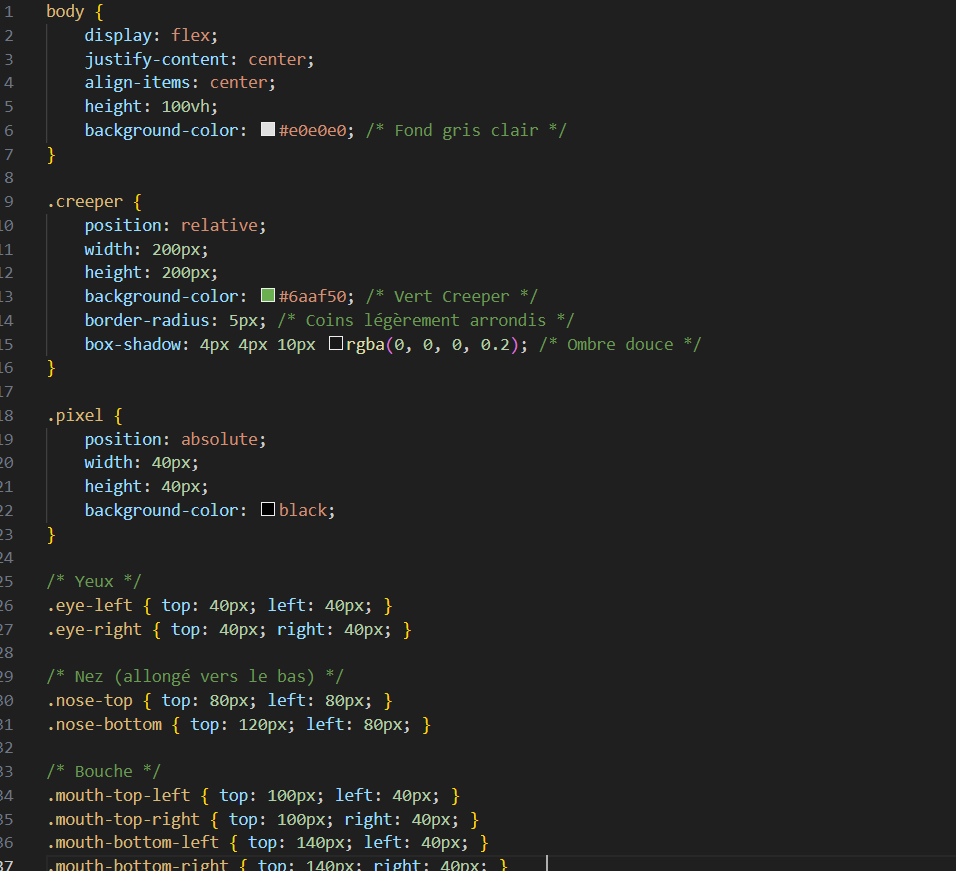 1 body {
2 display: flex;
3 justify-content: center;
4 align-items: center;
5 height: 100vh;
6 background-color: #e0e0e0; /* Fond gris clair */
7 }
8
9 .creeper {
10 position: relative;
11 width: 200px;
12 height: 200px;
13 background-color: #6aaf50; /* Vert Creeper */
14 border-radius: 5px; /* Coins légèrement arrondis */
15 box-shadow: 4px 4px 10px rgba(0, 0, 0, 0.2); /* Ombre douce */
16 }
17
18 .pixel {
19 position: absolute;
20 width: 40px;
21 height: 40px;
22 background-color: black;
23 }
24
25 /* Yeux */
26 .eye-left { top: 40px; left: 40px; }
27 .eye-right { top: 40px; right: 40px; }
28
29 /* Nez (allongé vers le bas) */
30 .nose-top { top: 80px; left: 80px; }
31 .nose-bottom { top: 120px; left: 80px; }
32
33 /* Bouche */
34 .mouth-top-left { top: 100px; left: 40px; }
35 .mouth-top-right { top: 100px; right: 40px; }
36 .mouth-bottom-left { top: 140px; left: 40px; }
37 .mouth-bottom-right { top: 140px; right: 40px; }